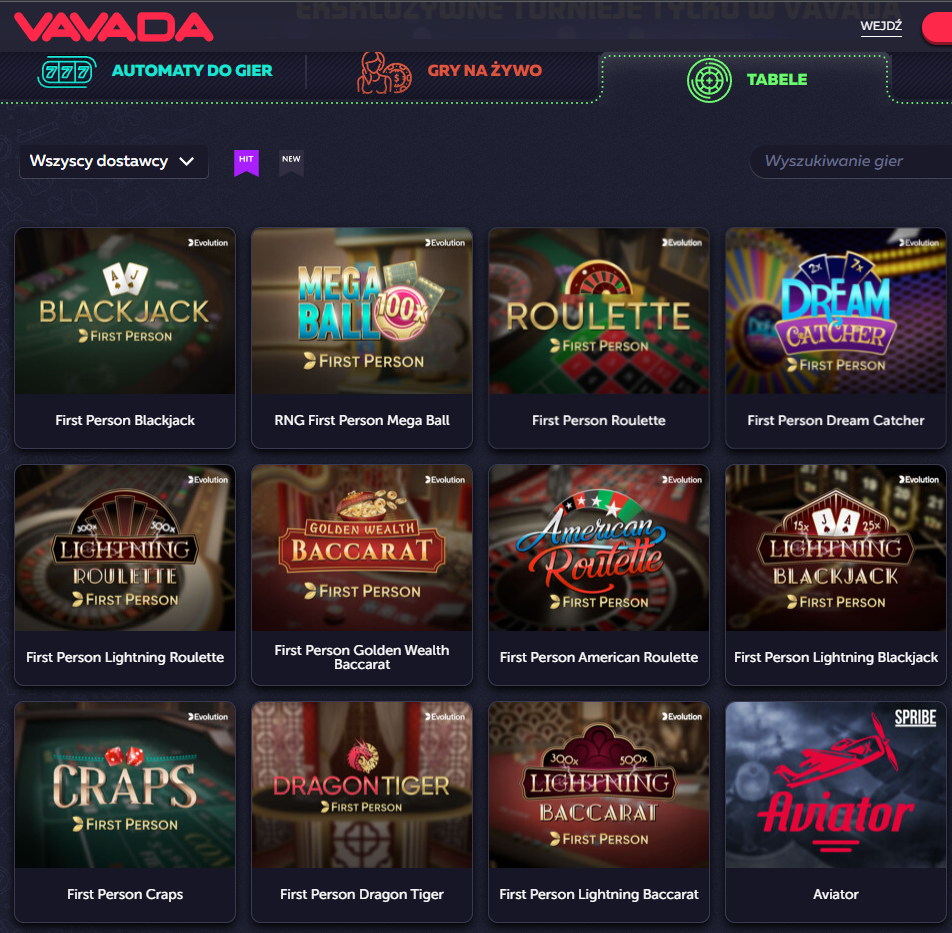 EKSKLUZYWNE TURNIEJE TYLKO W VAVADA
VAVADA
WEJDŹ
777
AUTOMATY DO GIER
GRY NA ŻYWO
TABELE
Wszyscy dostawcy
HIT
NEW
Wyszukiwanie gier
Evolution
A J
BLACKJACK
FIRST PERSON
First Person Blackjack
Evolution
MEGA
BALL
100x
FIRST PERSON
RNG First Person Mega Ball
Evolution
ROULETTE
FIRST PERSON
First Person Roulette
Evolution
2x 7x
DREAM
CATCHER
FIRST PERSON
First Person Dream Catcher
Evolution
300x 300x
LIGHTNING
ROULETTE
FIRST PERSON
First Person Lightning Roulette
Evolution
GOLDEN WEALTH
BACCARAT
FIRST PERSON
First Person Golden Wealth
Baccarat
Evolution
American
Roulette
FIRST PERSON
First Person American Roulette
Evolution
15x J A 25x
LIGHTNING
BLACKJACK
FIRST PERSON
First Person Lightning Blackjack
Evolution
CRAPS
FIRST PERSON
First Person Craps
Evolution
DRAGON TIGER
FIRST PERSON
First Person Dragon Tiger
Evolution
300x 500x
LIGHTNING
BACCARAT
FIRST PERSON
First Person Lightning Baccarat
SPRIBE
Aviator
Aviator